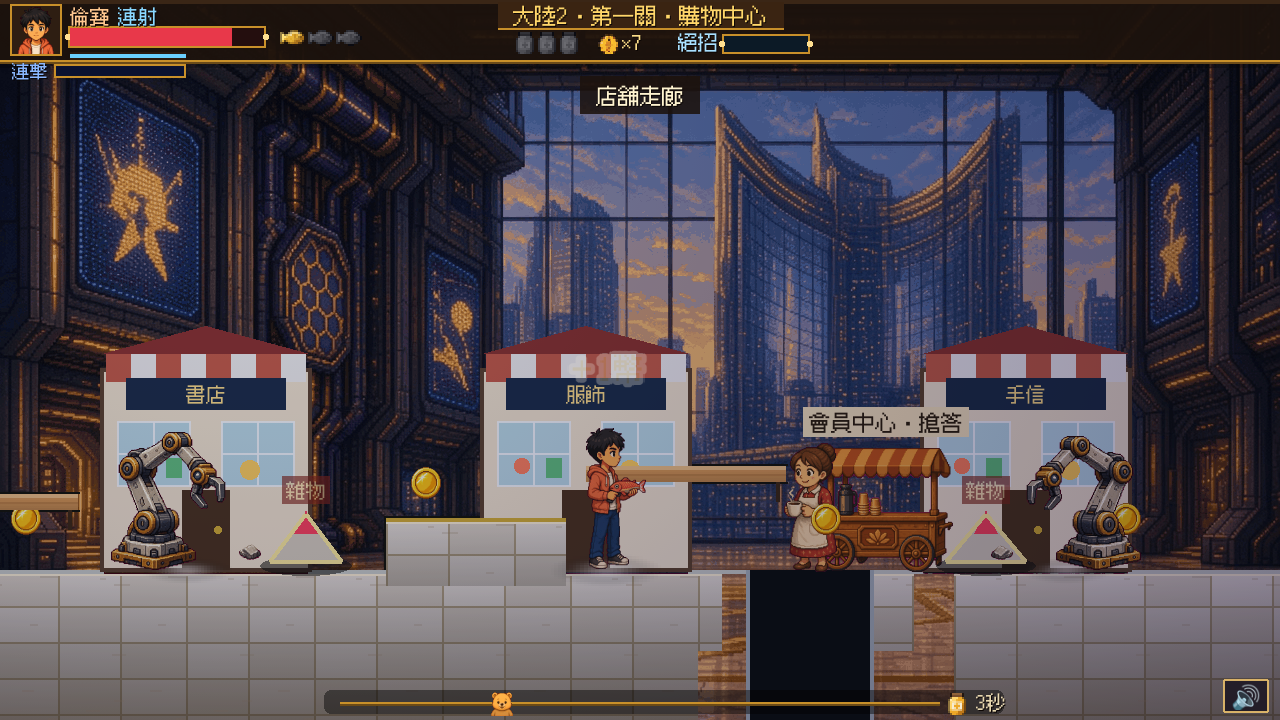 倫寶 連射
大陸2・第一關・購物中心
×7 絕招
連擊
店舖走廊
書店
服飾
手信
會員中心・搶答
雜物
雜物
3秒